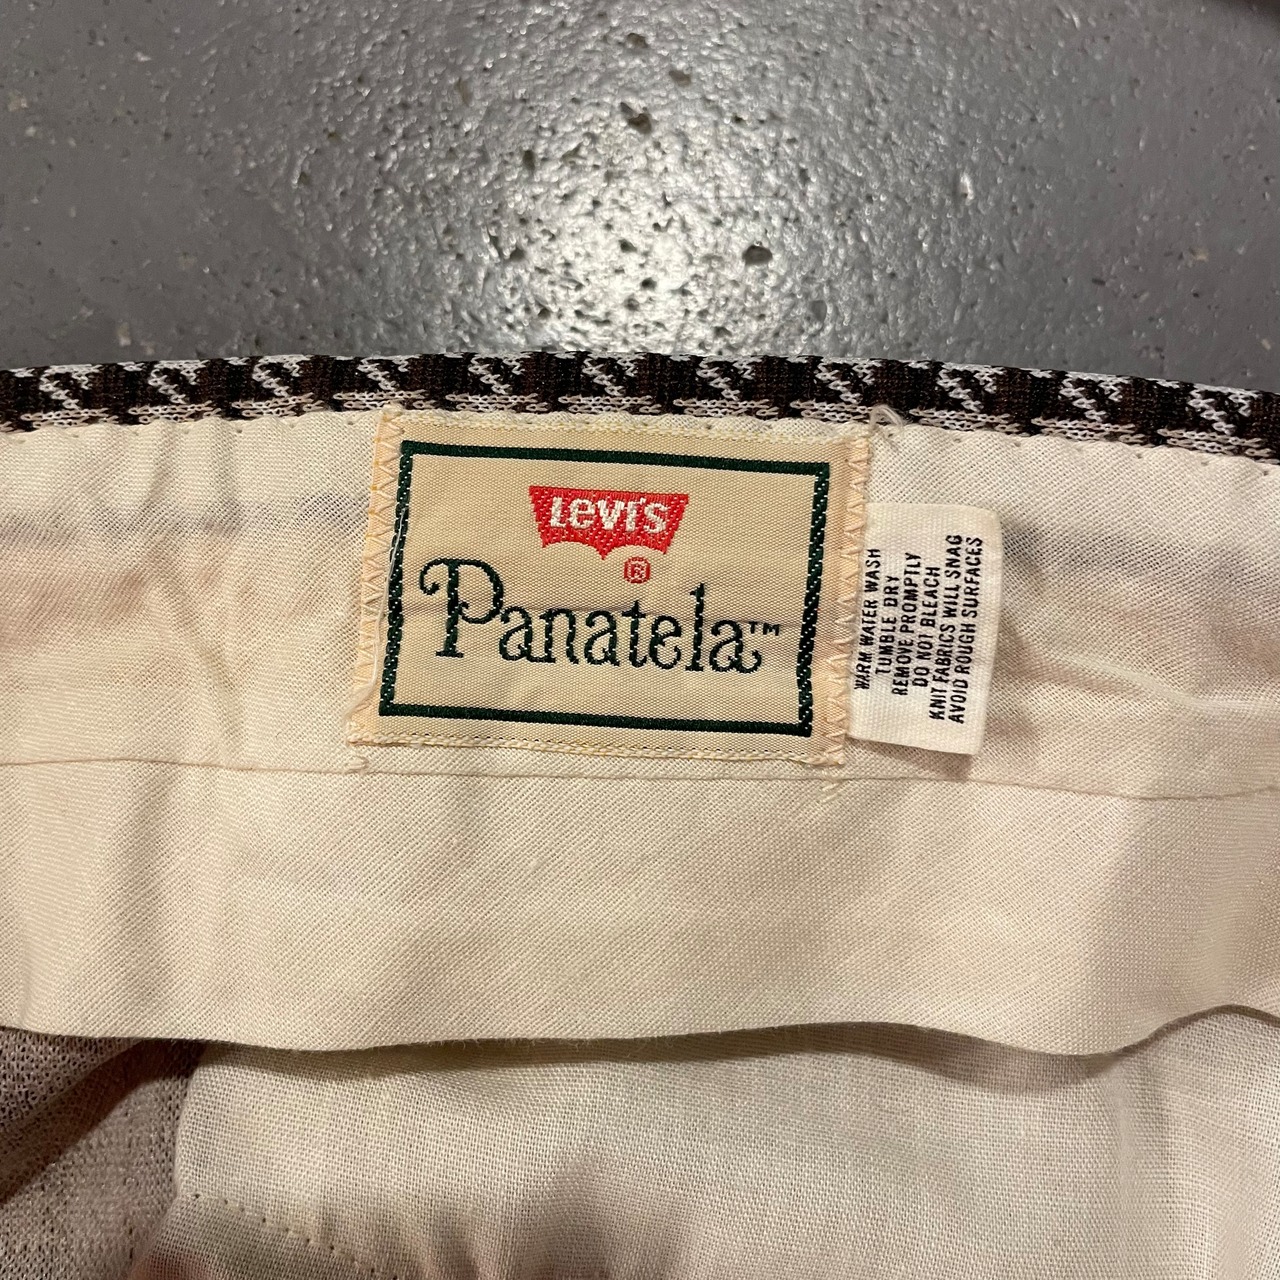 Levi's
®
Panatela™
WARM WATER WASH
TUMBLE DRY
REMOVE PROMPTLY
DO NOT BLEACH
KNIT FABRICS WILL SNAG
AVOID ROUGH SURFACES